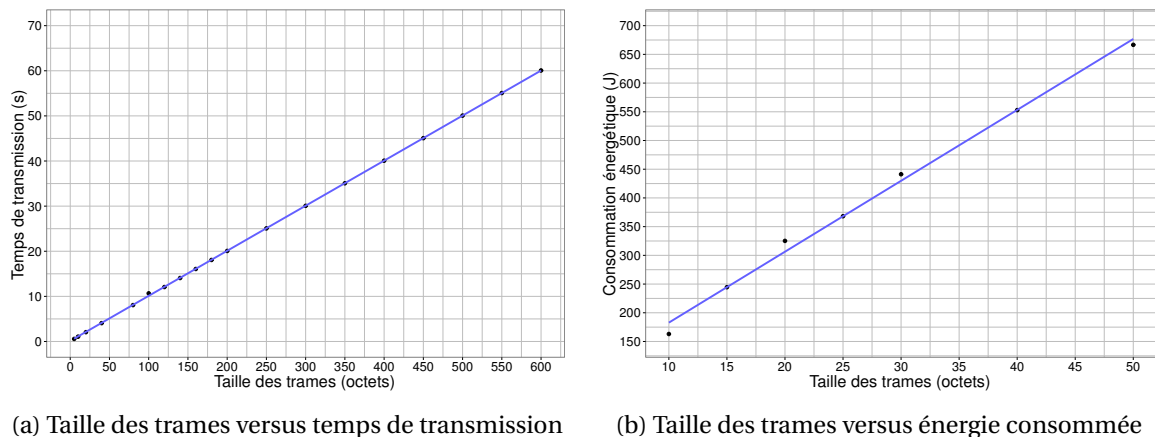 70
60
50
40
30
20
10
0
Temps de transmission (s)
0 50 100 150 200 250 300 350 400 450 500 550 600
Taille des trames (octets)
(a) Taille des trames versus temps de transmission
700
650
600
550
500
450
400
350
300
250
200
150
Consommation énergétique (J)
10 15 20 25 30 35 40 45 50
Taille des trames (octets)
(b) Taille des trames versus énergie consommée